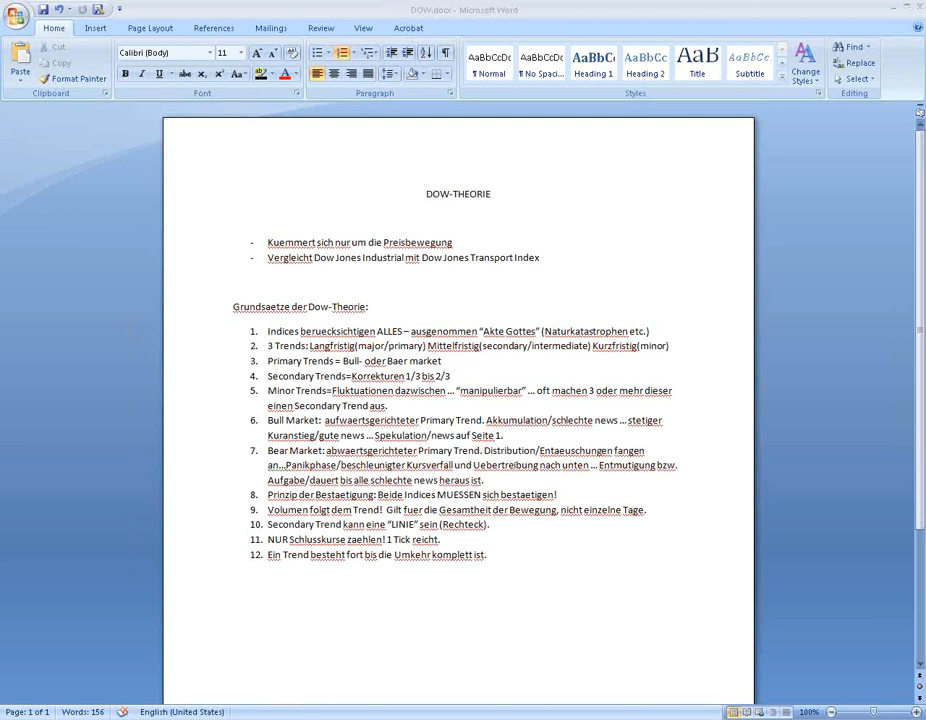 DOW.docx - Microsoft Word
Home Insert Page Layout References Mailings Review View Acrobat
Paste
Cut
Copy
Format Painter
Clipboard
Calibri (Body) 11
Font
Paragraph
AaBbCcDc AaBbCcDc AaBbC AaBbCc AaB AaBbCc.
¶ Normal ¶ No Spaci... Heading 1 Heading 2 Title Subtitle
Change Styles
Styles
Find
Replace
Select
Editing
DOW-THEORIE
- Kuemmert sich nur um die Preisbewegung
- Vergleicht Dow Jones Industrial mit Dow Jones Transport Index
Grundsaetze der Dow-Theorie:
1. Indices beruecksichtigen ALLES – ausgenommen “Akte Gottes” (Naturkatastrophen etc.)
2. 3 Trends: Langfristig(major/primary) Mittelfristig(secondary/intermediate) Kurzfristig(minor)
3. Primary Trends = Bull- oder Baer market
4. Secondary Trends=Korrekturen 1/3 bis 2/3
5. Minor Trends=Fluktuationen dazwischen ... “manipulierbar” ... oft machen 3 oder mehr dieser
einen Secondary Trend aus.
6. Bull Market: aufwaertsgerichteter Primary Trend. Akkumulation/schlechte news ... stetiger
Kuranstieg/gute news ... Spekulation/news auf Seite 1.
7. Bear Market: abwaertsgerichteter Primary Trend. Distribution/Entaeuschungen fangen
an...Panikphase/beschleunigter Kursverfall und Uebertreibung nach unten ... Entmutigung bzw.
Aufgabe/dauert bis alle schlechte news heraus ist.
8. Prinzip der Bestaetigung: Beide Indices MUESSEN sich bestaetigen!
9. Volumen folgt dem Trend! Gilt fuer die Gesamtheit der Bewegung, nicht einzelne Tage.
10. Secondary Trend kann eine “LINIE” sein (Rechteck).
11. NUR Schlusskurse zaehlen! 1 Tick reicht.
12. Ein Trend besteht fort bis die Umkehr komplett ist.
Page: 1 of 1 Words: 156 English (United States) 100%